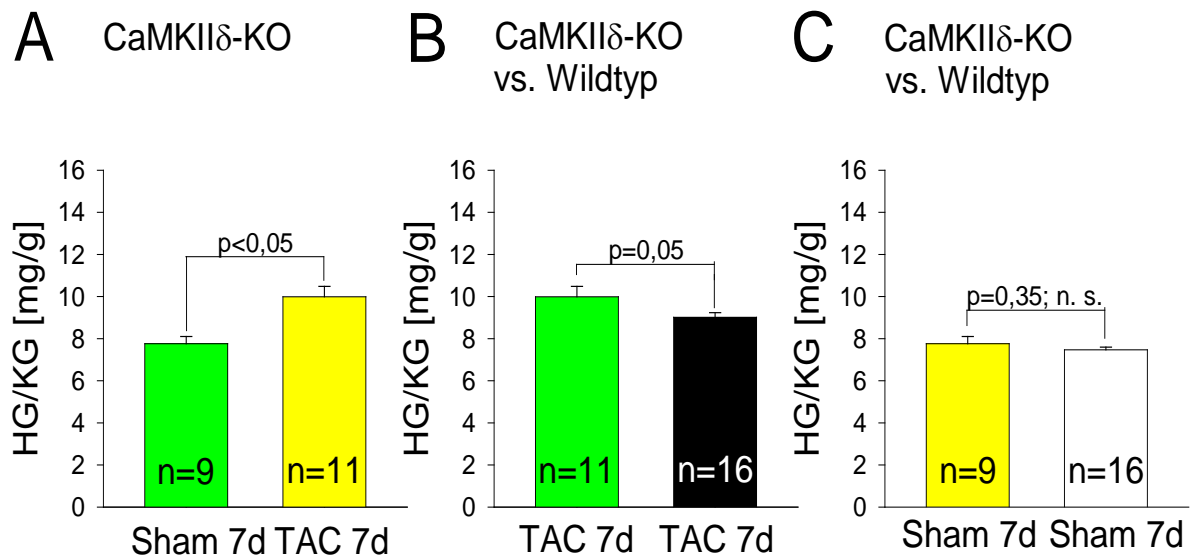 A CaMKIIδ-KO
B CaMKIIδ-KO
vs. Wildtyp
C CaMKIIδ-KO
vs. Wildtyp
HG/KG [mg/g]
16
14
12
10
8
6
4
2
0
p<0,05
n=9 n=11
Sham 7d TAC 7d
HG/KG [mg/g]
16
14
12
10
8
6
4
2
0
p=0,05
n=11 n=16
TAC 7d TAC 7d
HG/KG [mg/g]
16
14
12
10
8
6
4
2
0
p=0,35; n. s.
n=9 n=16
Sham 7d Sham 7d